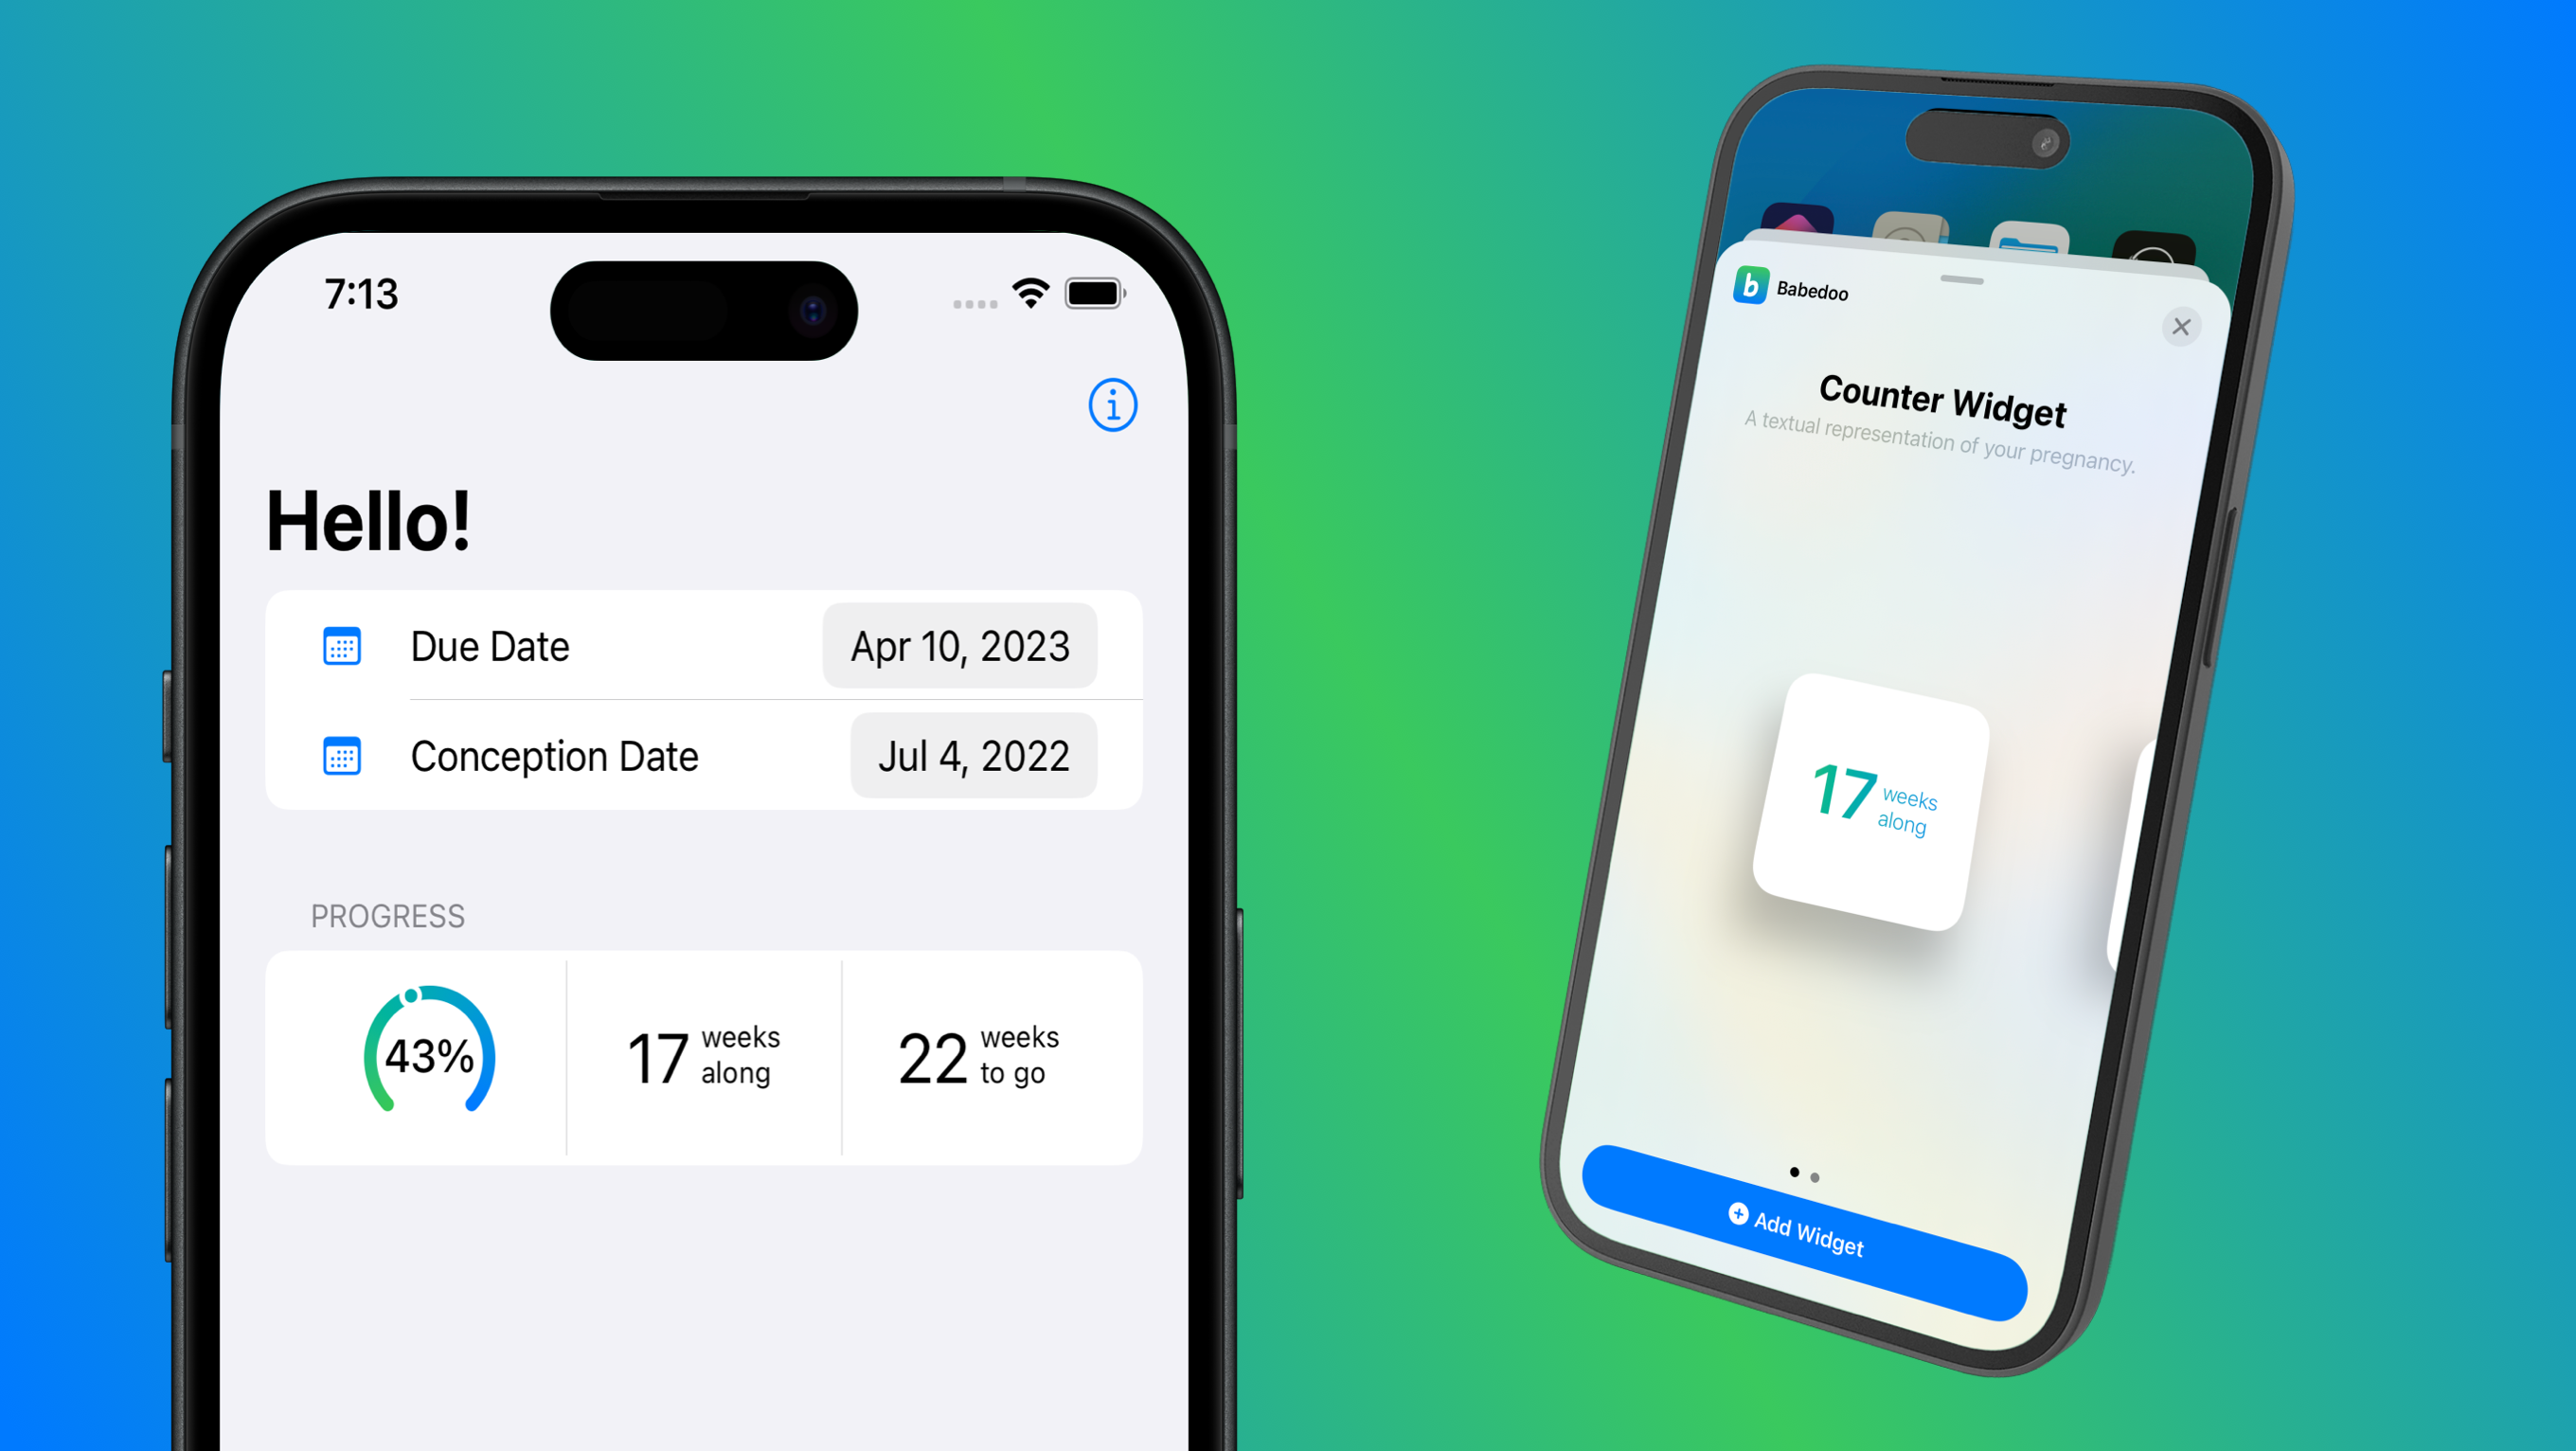 7:13
Hello!
Due Date
Apr 10, 2023
Conception Date
Jul 4, 2022
PROGRESS
43%
17 weeks
along
22 weeks
to go
b Babedoo
Counter Widget
A textual representation of your pregnancy.
17 weeks
along
Add Widget